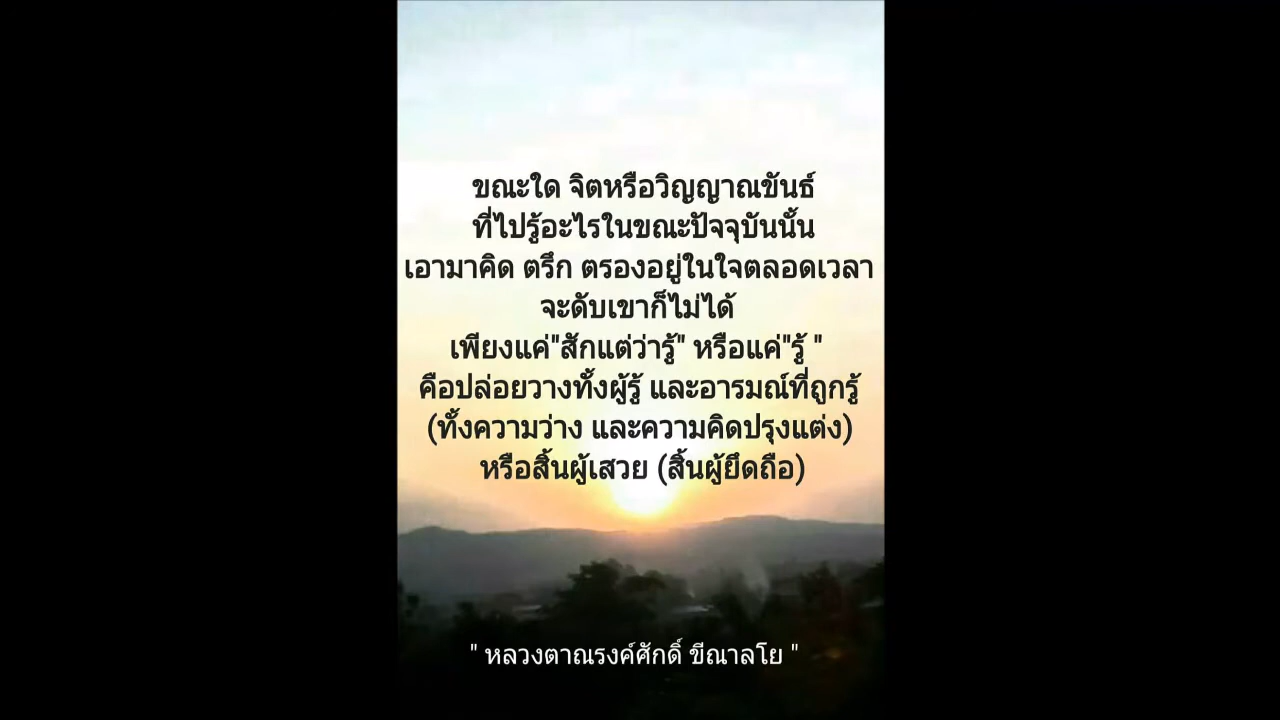 ขณะใด จิตหรือวิญญาณขันธ์
ที่ไปรู้อะไรในขณะปัจจุบันนั้น
เอามาคิด ตรึก ตรองอยู่ในใจตลอดเวลา
จะดับเขาก็ไม่ได้
เพียงแค่"สักแต่ว่ารู้" หรือแค่"รู้ "
คือปล่อยวางทั้งผู้รู้ และอารมณ์ที่ถูกรู้
(ทั้งความว่าง และความคิดปรุงแต่ง)
หรือสิ้นผู้เสวย (สิ้นผู้ยึดถือ)
" หลวงตาณรงค์ศักดิ์ ขีณาลโย "